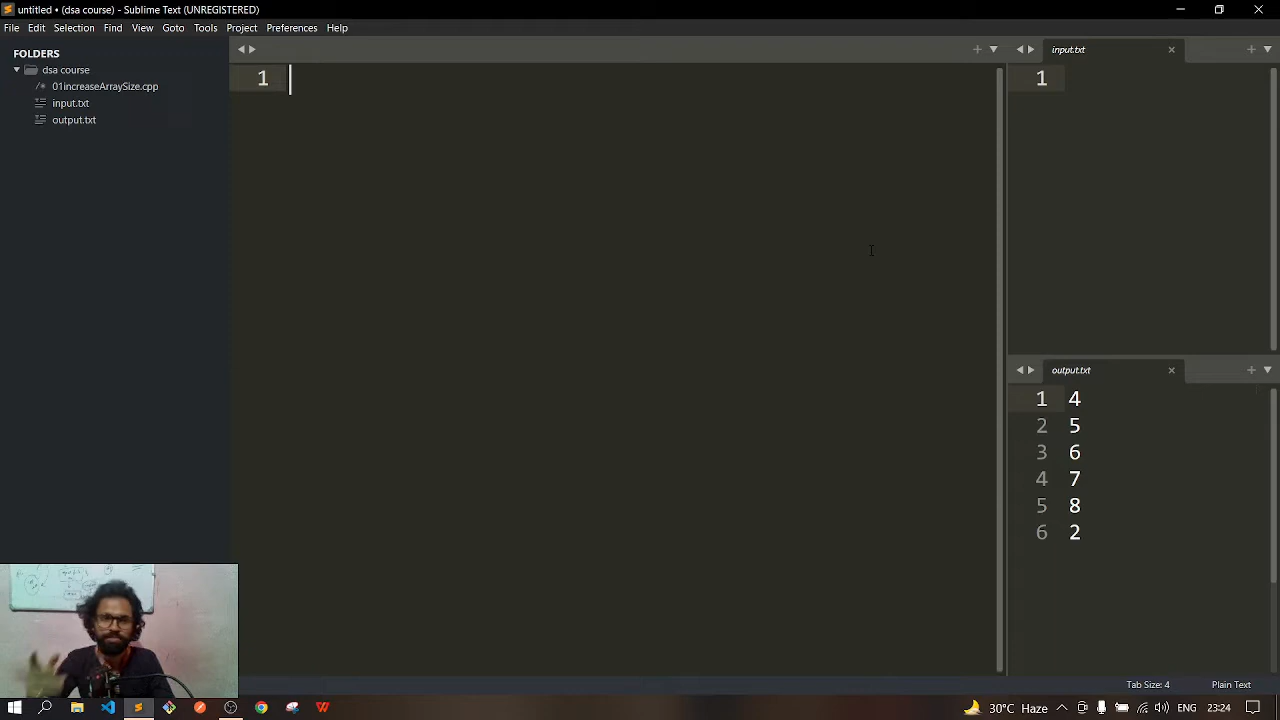 untitled • (dsa course) - Sublime Text (UNREGISTERED)
File Edit Selection Find View Goto Tools Project Preferences Help
FOLDERS
dsa course
01increaseArraySize.cpp
input.txt
output.txt
1
input.txt
1
output.txt
1 4
2 5
3 6
4 7
5 8
6 2
Tab Size: 4 Plain Text
30°C Haze ENG 23:24